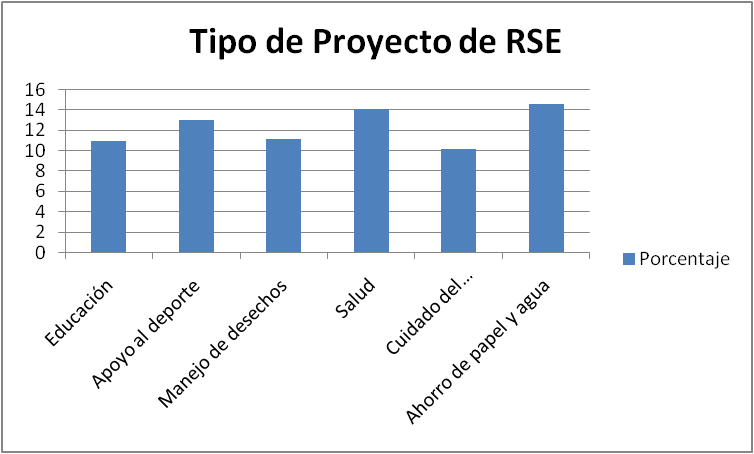 Tipo de Proyecto de RSE
16
14
12
10
8
6
4
2
0
Educación
Apoyo al deporte
Manejo de desechos
Salud
Cuidado del...
Ahorro de papel y agua
Porcentaje